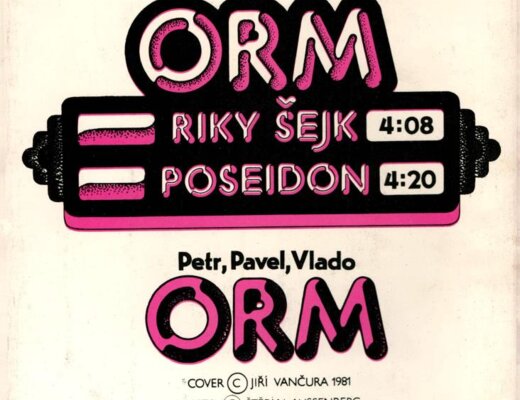 ORM
RIKY ŠEJK 4:08
POSEIDON 4:20
Petr, Pavel, Vlado
ORM
COVER © JIŘÍ VANČURA 1981